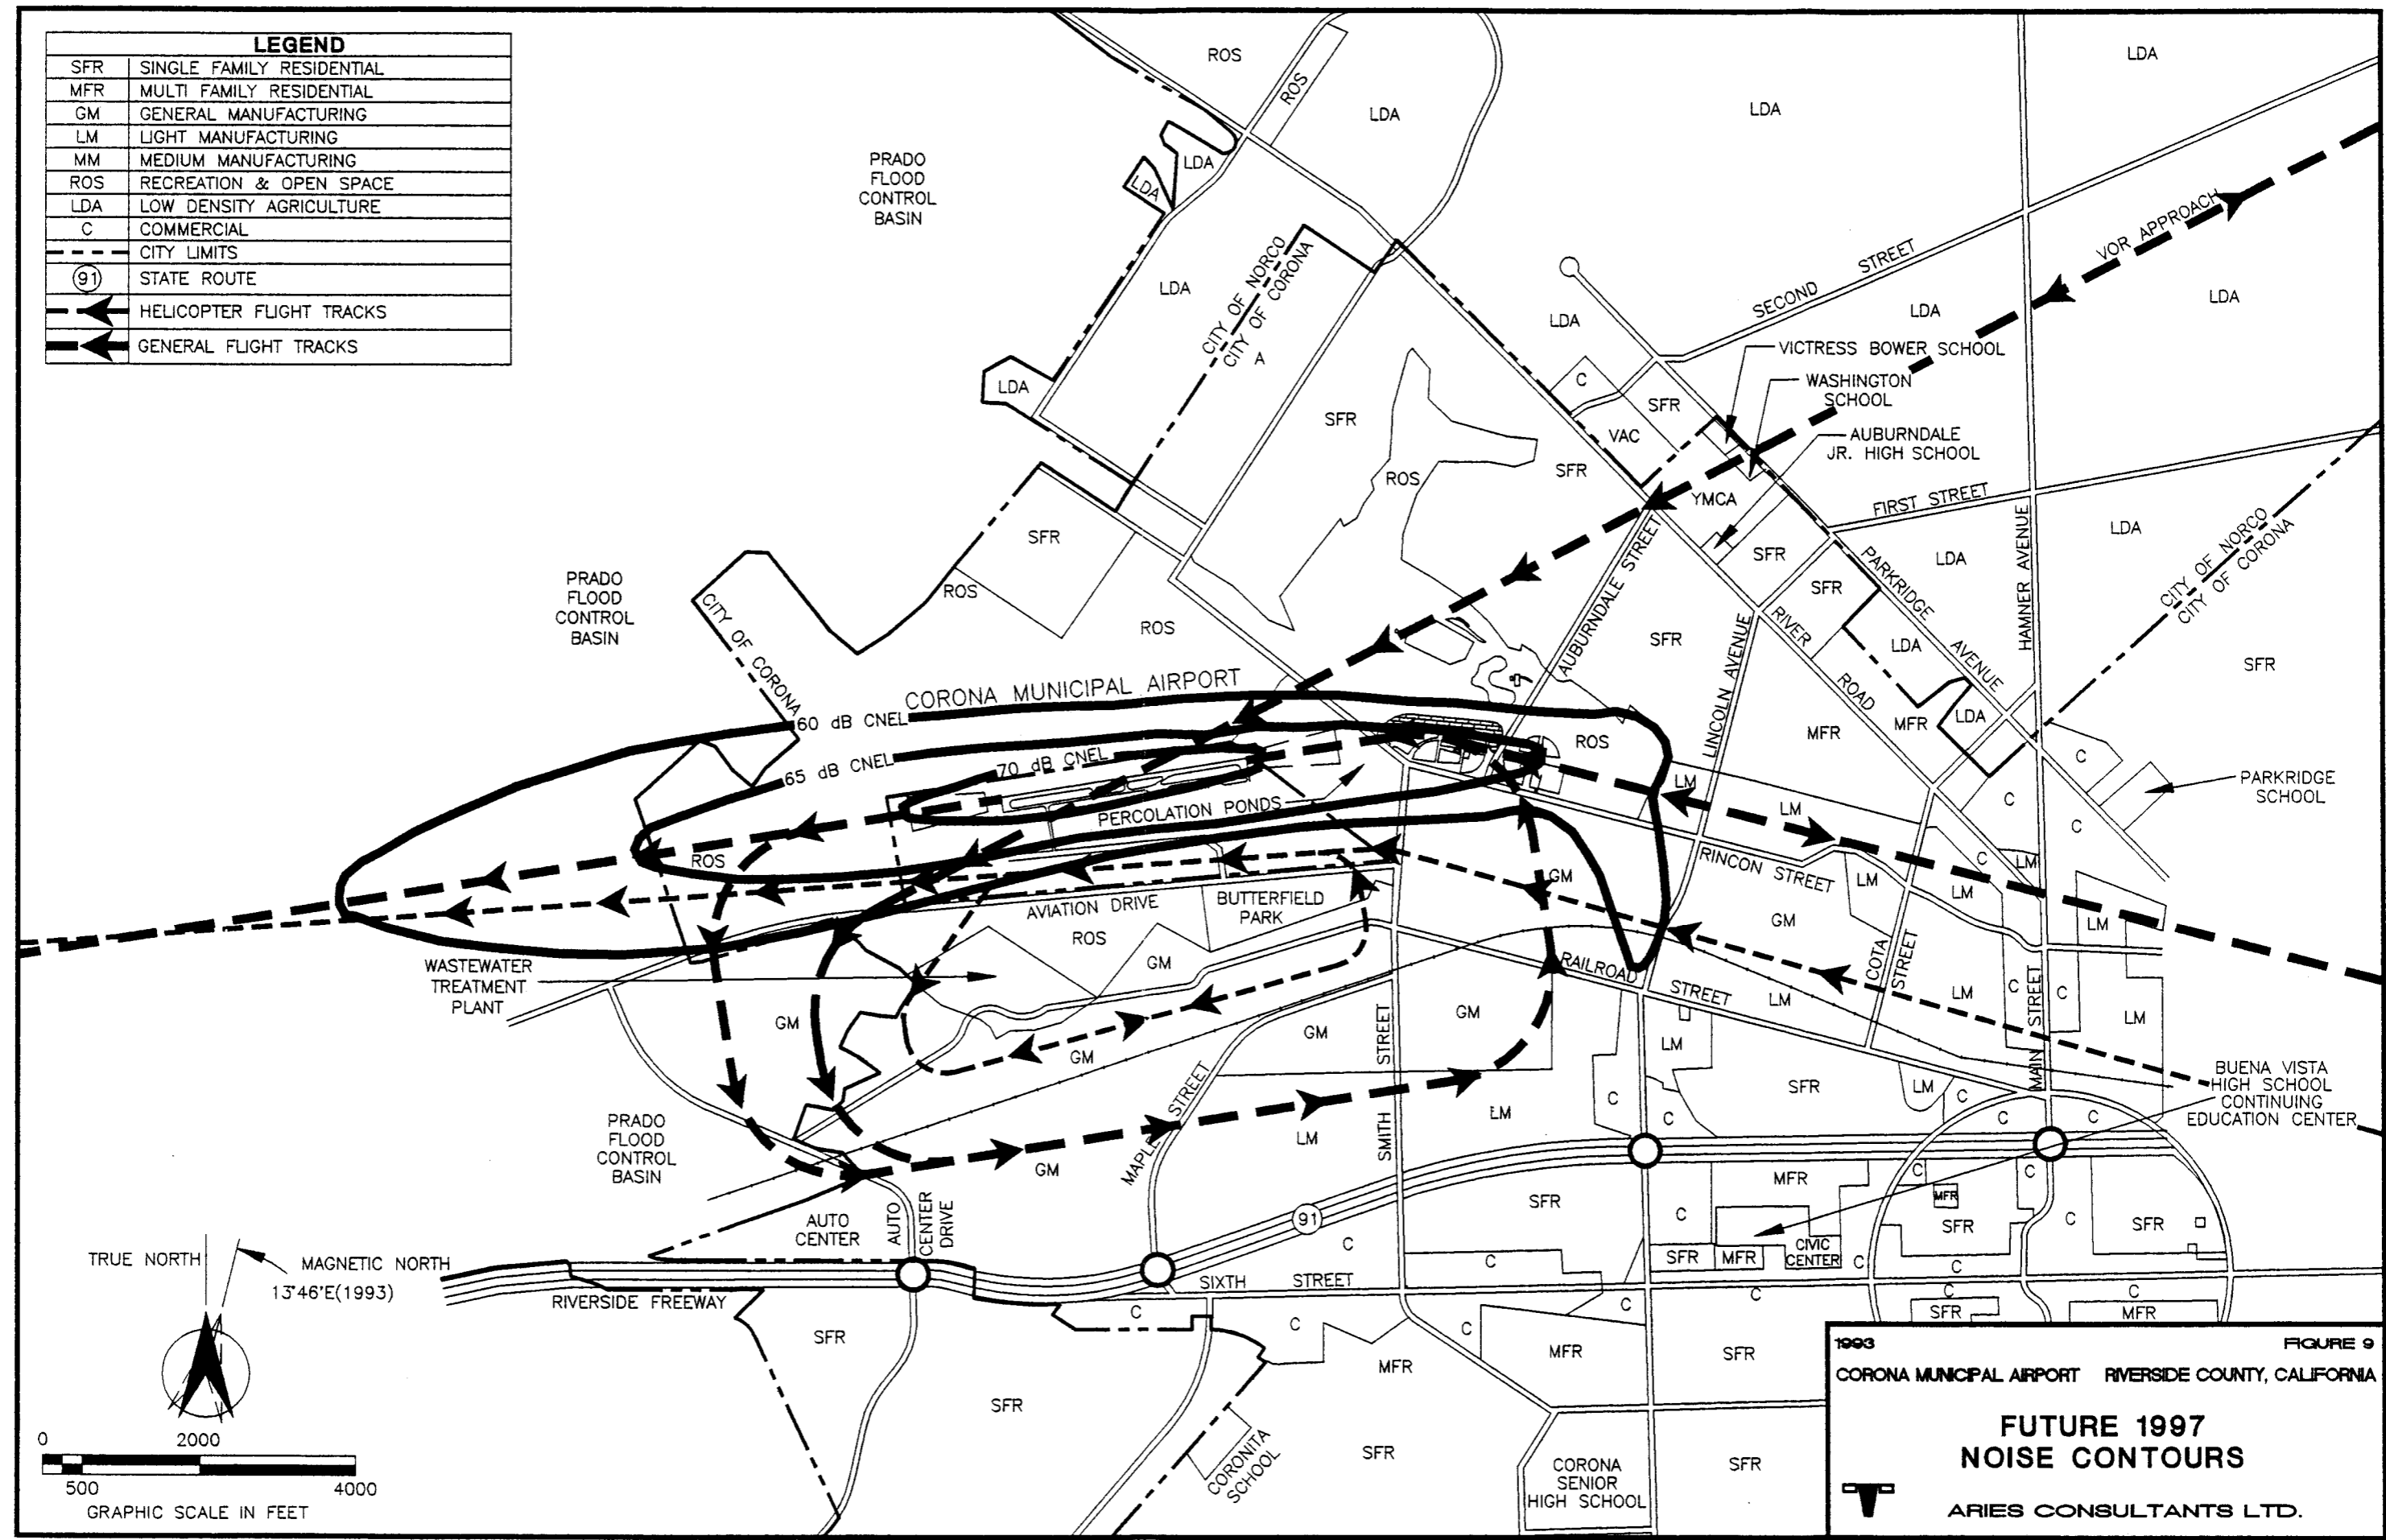 LEGEND
SFR SINGLE FAMILY RESIDENTIAL
MFR MULTI FAMILY RESIDENTIAL
GM GENERAL MANUFACTURING
LM LIGHT MANUFACTURING
MM MEDIUM MANUFACTURING
ROS RECREATION & OPEN SPACE
LDA LOW DENSITY AGRICULTURE
C COMMERCIAL
CITY LIMITS
91 STATE ROUTE
HELICOPTER FLIGHT TRACKS
GENERAL FLIGHT TRACKS
ROS
ROS
LDA
LDA
LDA
PRADO
FLOOD
CONTROL
BASIN
LDA
LDA
LDA
LDA
CITY OF NORCO
CITY OF CORONA
A
SFR
ROS
SFR
ROS
ROS
PRADO
FLOOD
CONTROL
BASIN
CITY OF CORONA
VOR APPROACH
SECOND STREET
LDA
LDA
LDA
VICTRESS BOWER SCHOOL
WASHINGTON
SCHOOL
AUBURNDALE
JR. HIGH SCHOOL
C
SFR
VAC
SFR
YMCA
FIRST STREET
LDA
LDA
HAMNER AVENUE
CITY OF NORCO
CITY OF CORONA
SFR
SFR
SFR
PARKRIDGE AVENUE
RIVER ROAD
LDA
LDA
MFR
MFR
SFR
AUBURNDALE STREET
LINCOLN AVENUE
CORONA MUNICIPAL AIRPORT
60 dB CNEL
65 dB CNEL
70 dB CNEL
PERCOLATION PONDS
ROS
ROS
LM
LM
C
C
C
PARKRIDGE
SCHOOL
RINCON STREET
GM
GM
LM
LM
C
LM
LM
COTA STREET
AVIATION DRIVE
BUTTERFIELD
PARK
ROS
GM
WASTEWATER
TREATMENT
PLANT
GM
GM
GM
GM
RAILROAD STREET
LM
LM
C
C
LM
MAIN STREET
LM
SFR
LM
C
C
C
C
C
BUENA VISTA
HIGH SCHOOL
CONTINUING
EDUCATION CENTER
PRADO
FLOOD
CONTROL
BASIN
GM
MAPLE STREET
SMITH STREET
LM
LM
AUTO
CENTER
AUTO CENTER DRIVE
91
C
SFR
C
MFR
SFR
MFR
CIVIC
CENTER
C
C
MFR
SFR
C
C
SFR
C
TRUE NORTH
MAGNETIC NORTH
13°46'E(1993)
RIVERSIDE FREEWAY
SIXTH STREET
C
C
C
C
C
C
C
C
SFR
MFR
SFR
SFR
MFR
MFR
SFR
CORONITA
SCHOOL
SFR
CORONA
SENIOR
HIGH SCHOOL
SFR
0 2000
500 4000
GRAPHIC SCALE IN FEET
1993 FIGURE 9
CORONA MUNICIPAL AIRPORT RIVERSIDE COUNTY, CALIFORNIA
FUTURE 1997
NOISE CONTOURS
ARIES CONSULTANTS LTD.